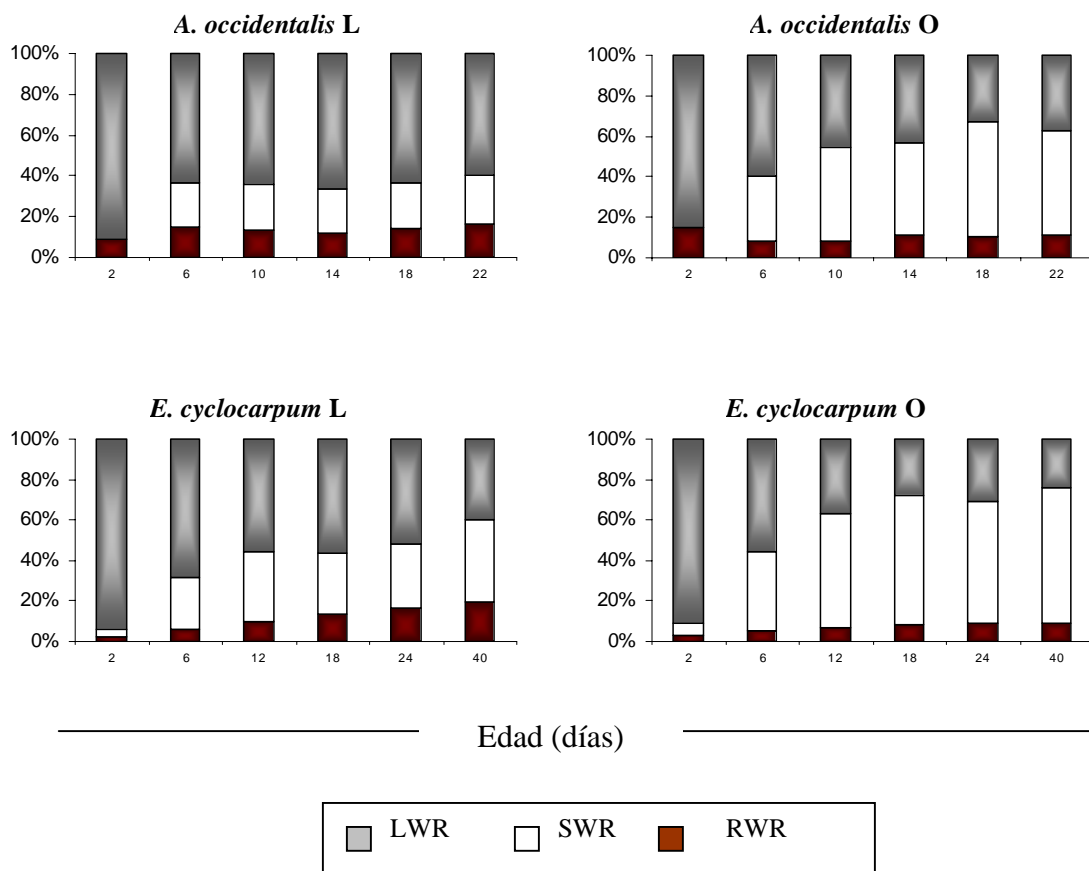 A. occidentalis L
100%
80%
60%
40%
20%
0%
2 6 10 14 18 22
A. occidentalis O
100%
80%
60%
40%
20%
0%
2 6 10 14 18 22
E. cyclocarpum L
100%
80%
60%
40%
20%
0%
2 6 12 18 24 40
E. cyclocarpum O
100%
80%
60%
40%
20%
0%
2 6 12 18 24 40
Edad (días)
LWR SWR RWR